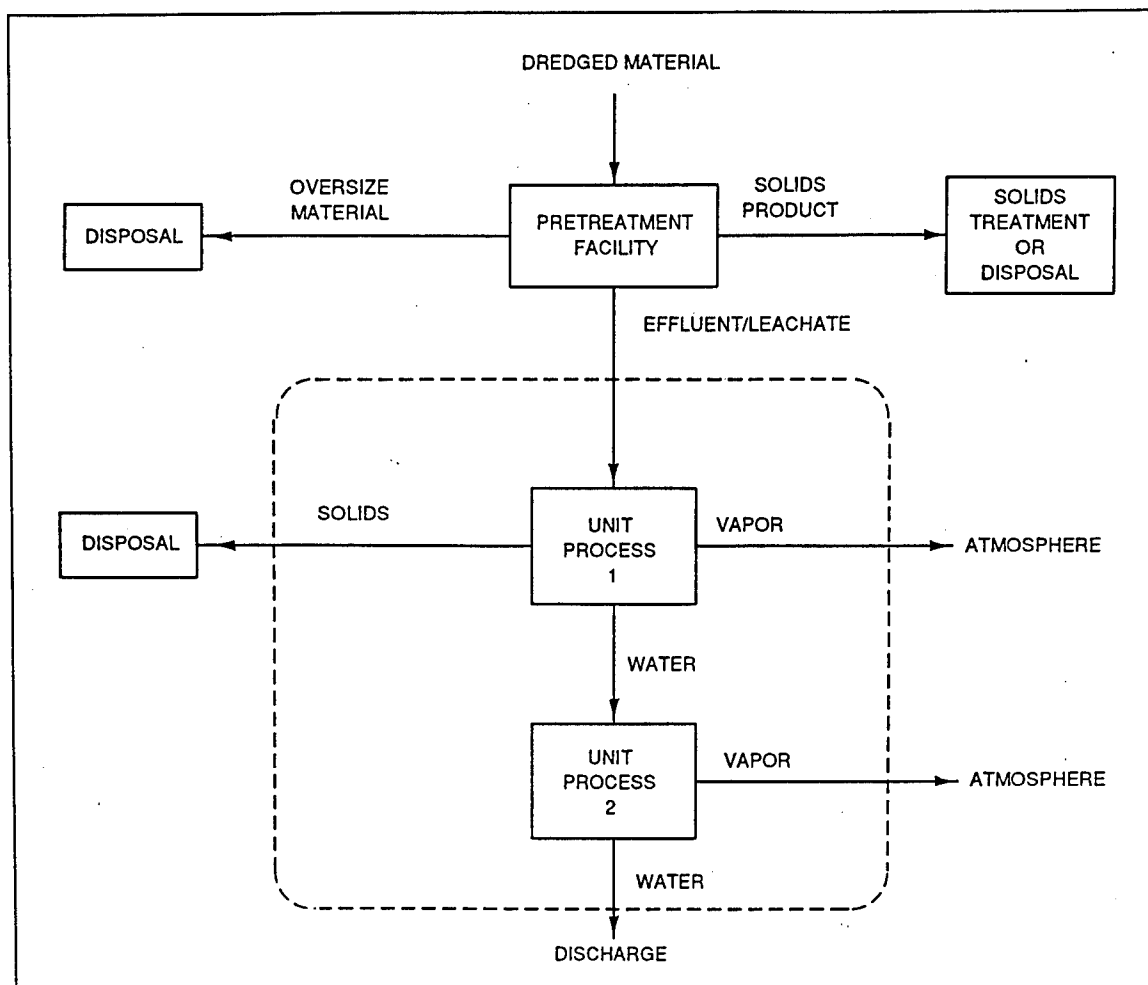 DREDGED MATERIAL
OVERSIZE
MATERIAL
SOLIDS
PRODUCT
DISPOSAL
PRETREATMENT
FACILITY
SOLIDS
TREATMENT
OR
DISPOSAL
EFFLUENT/LEACHATE
SOLIDS
VAPOR
DISPOSAL
UNIT
PROCESS
1
ATMOSPHERE
WATER
UNIT
PROCESS
2
VAPOR
ATMOSPHERE
WATER
DISCHARGE